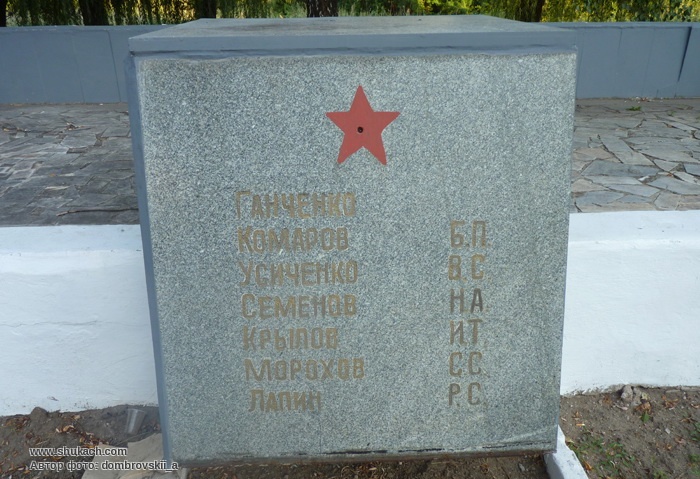 Ганченко
Комаров Б.П.
Усиченко В.С
Семенов Н А
Крылов И Т
Морохов С С.
Лапин Р.С.
www.shukach.com
Автор фото: dombrovskii_a